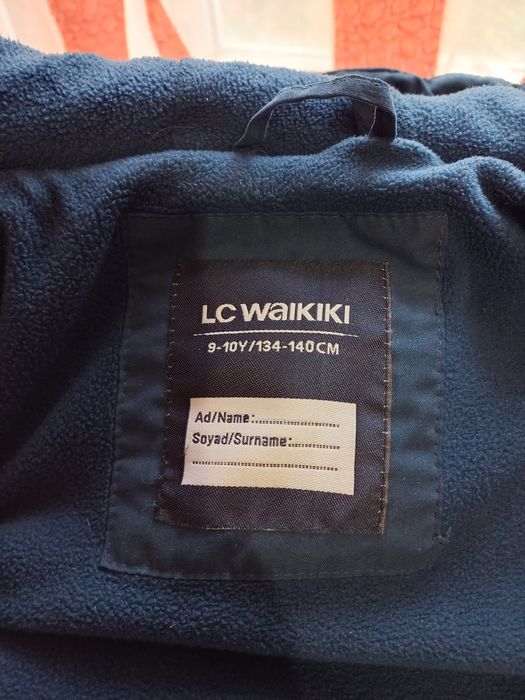 LC WAIKIKI
9-10Y/134-140CM
Ad/Name:
Soyad/Surname: